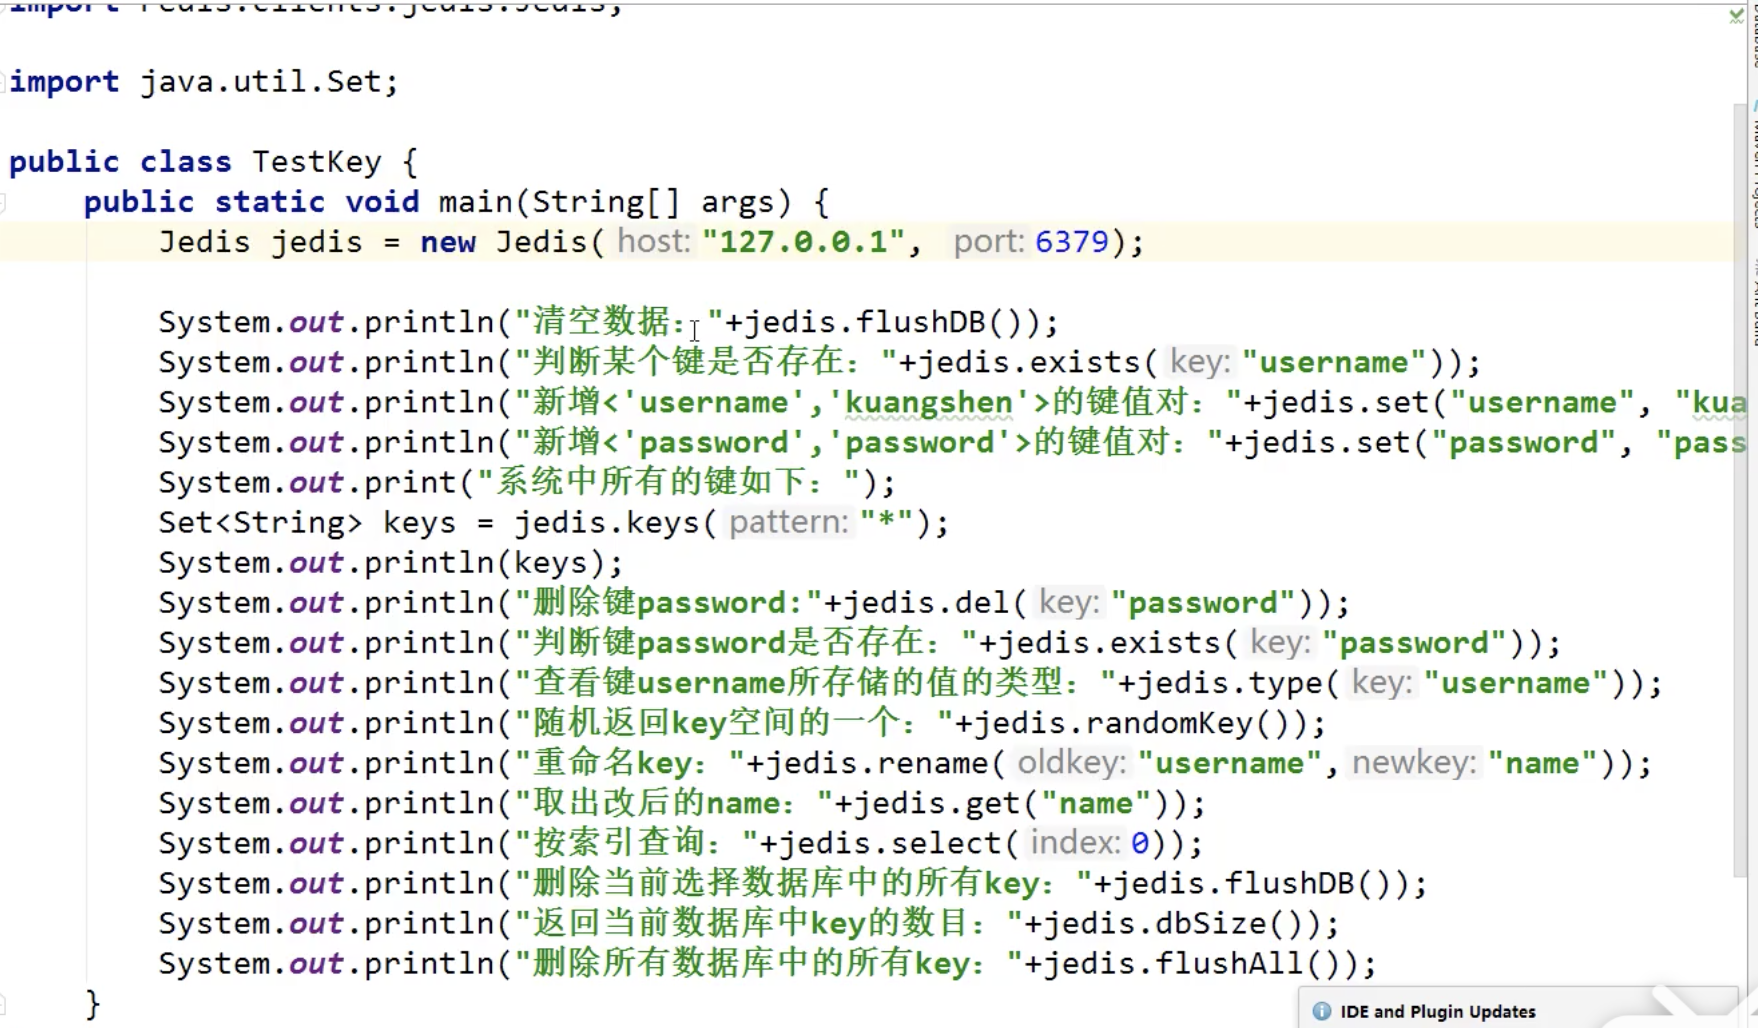 import redis.clients.jedis.Jedis;
import java.util.Set;
public class TestKey {
public static void main(String[] args) {
Jedis jedis = new Jedis( host: "127.0.0.1", port: 6379);
System.out.println("清空数据："+jedis.flushDB());
System.out.println("判断某个键是否存在："+jedis.exists( key: "username"));
System.out.println("新增<'username','kuangshen'>的键值对："+jedis.set("username", "kua
System.out.println("新增<'password','password'>的键值对："+jedis.set("password", "pass
System.out.print("系统中所有的键如下：");
Set<String> keys = jedis.keys( pattern: "*");
System.out.println(keys);
System.out.println("删除键password:"+jedis.del( key: "password"));
System.out.println("判断键password是否存在："+jedis.exists( key: "password"));
System.out.println("查看键username所存储的值的类型："+jedis.type( key: "username"));
System.out.println("随机返回key空间的一个："+jedis.randomKey());
System.out.println("重命名key："+jedis.rename( oldkey: "username", newkey: "name"));
System.out.println("取出改后的name："+jedis.get("name"));
System.out.println("按索引查询："+jedis.select( index: 0));
System.out.println("删除当前选择数据库中的所有key："+jedis.flushDB());
System.out.println("返回当前数据库中key的数目："+jedis.dbSize());
System.out.println("删除所有数据库中的所有key："+jedis.flushAll());
}
IDE and Plugin Updates